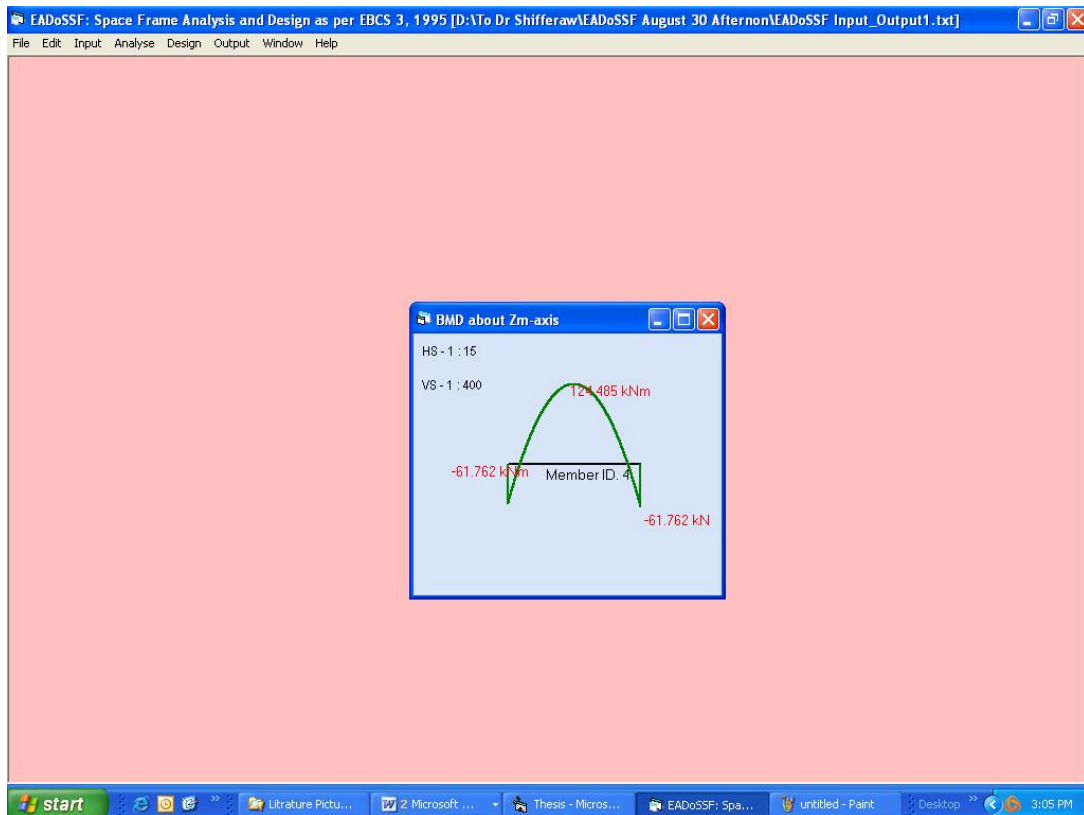 EADoSSF: Space Frame Analysis and Design as per EBCS 3, 1995 [D:\To Dr Shifferaw\EADoSSF August 30 Afternon\EADoSSF Input_Output1.txt]
File Edit Input Analyse Design Output Window Help
BMD about Zm-axis
HS - 1 : 15
VS - 1 : 400
124.485 kNm
-61.762 kNm
Member ID. 4
-61.762 kN
start
Litrature Pictu...
2 Microsoft ...
Thesis - Micros...
EADoSSF: Spa...
untitled - Paint
Desktop
3:05 PM